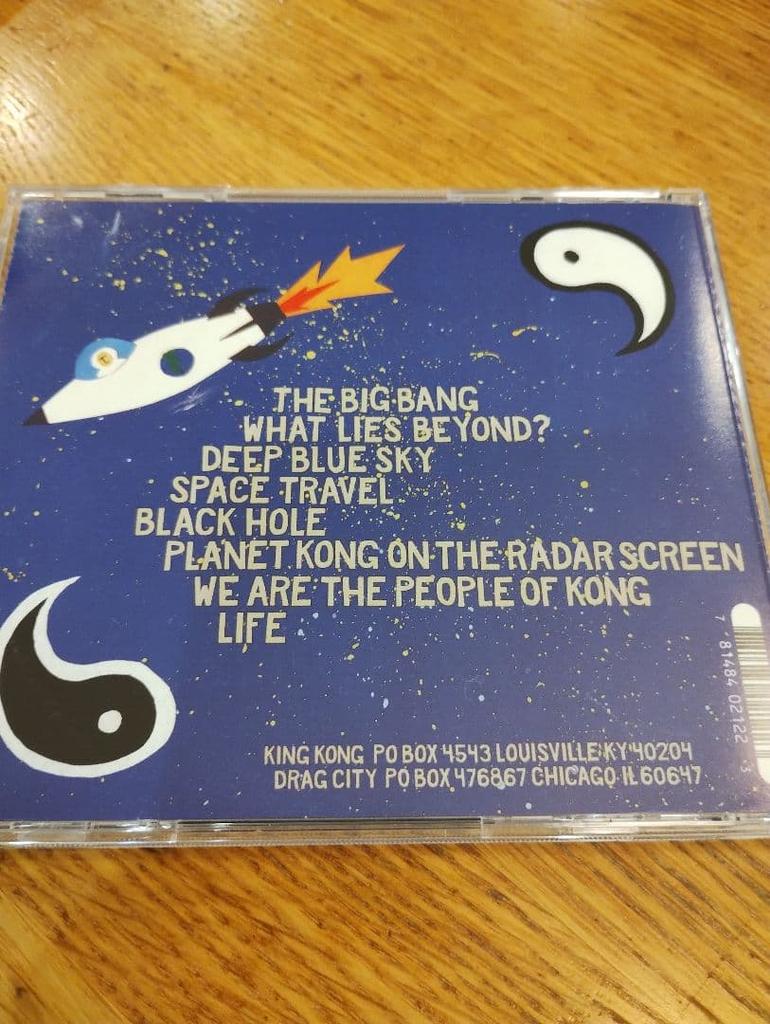 THE BIG BANG
WHAT LIES BEYOND?
DEEP BLUE SKY
SPACE TRAVEL
BLACK HOLE
PLANET KONG ON THE RADAR SCREEN
WE ARE THE PEOPLE OF KONG
LIFE
7 81484 02122 3
KING KONG PO BOX 4543 LOUISVILLE KY 40204
DRAG CITY PO BOX 476867 CHICAGO IL 60647